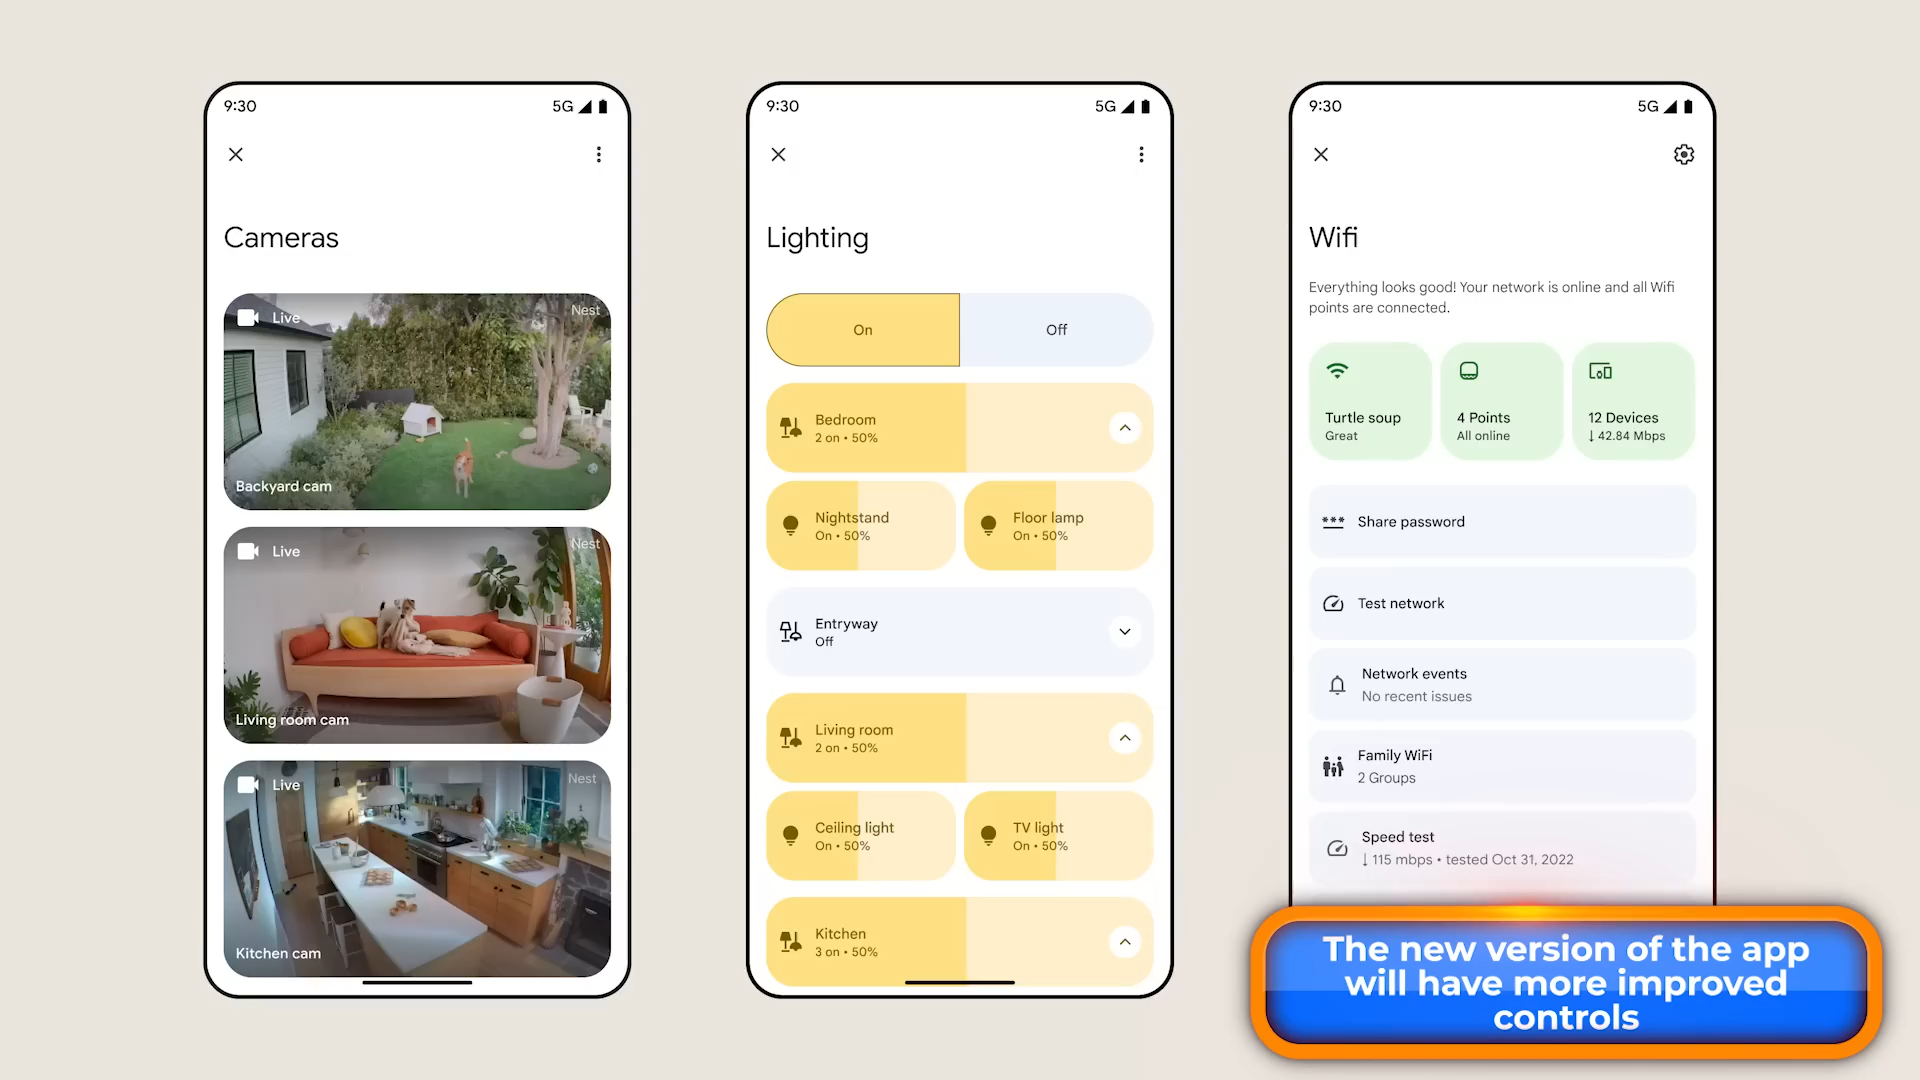 9:30
5G
Cameras
Live
Nest
Backyard cam
Live
Nest
Living room cam
Live
Nest
Kitchen cam
9:30
5G
Lighting
On
Off
Bedroom
2 on • 50%
Nightstand
On • 50%
Floor lamp
On • 50%
Entryway
Off
Living room
2 on • 50%
Ceiling light
On • 50%
TV light
On • 50%
Kitchen
3 on • 50%
9:30
5G
Wifi
Everything looks good! Your network is online and all Wifi
points are connected.
Turtle soup
Great
4 Points
All online
12 Devices
↓ 42.84 Mbps
*** Share password
Test network
Network events
No recent issues
Family WiFi
2 Groups
Speed test
↓ 115 mbps • tested Oct 31, 2022
The new version of the app
will have more improved
controls